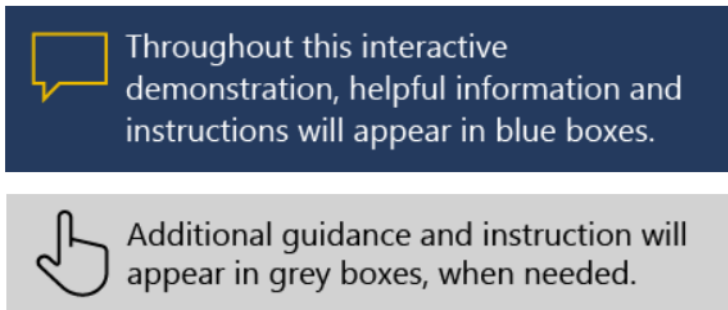 Throughout this interactive
demonstration, helpful information and
instructions will appear in blue boxes.
Additional guidance and instruction will
appear in grey boxes, when needed.